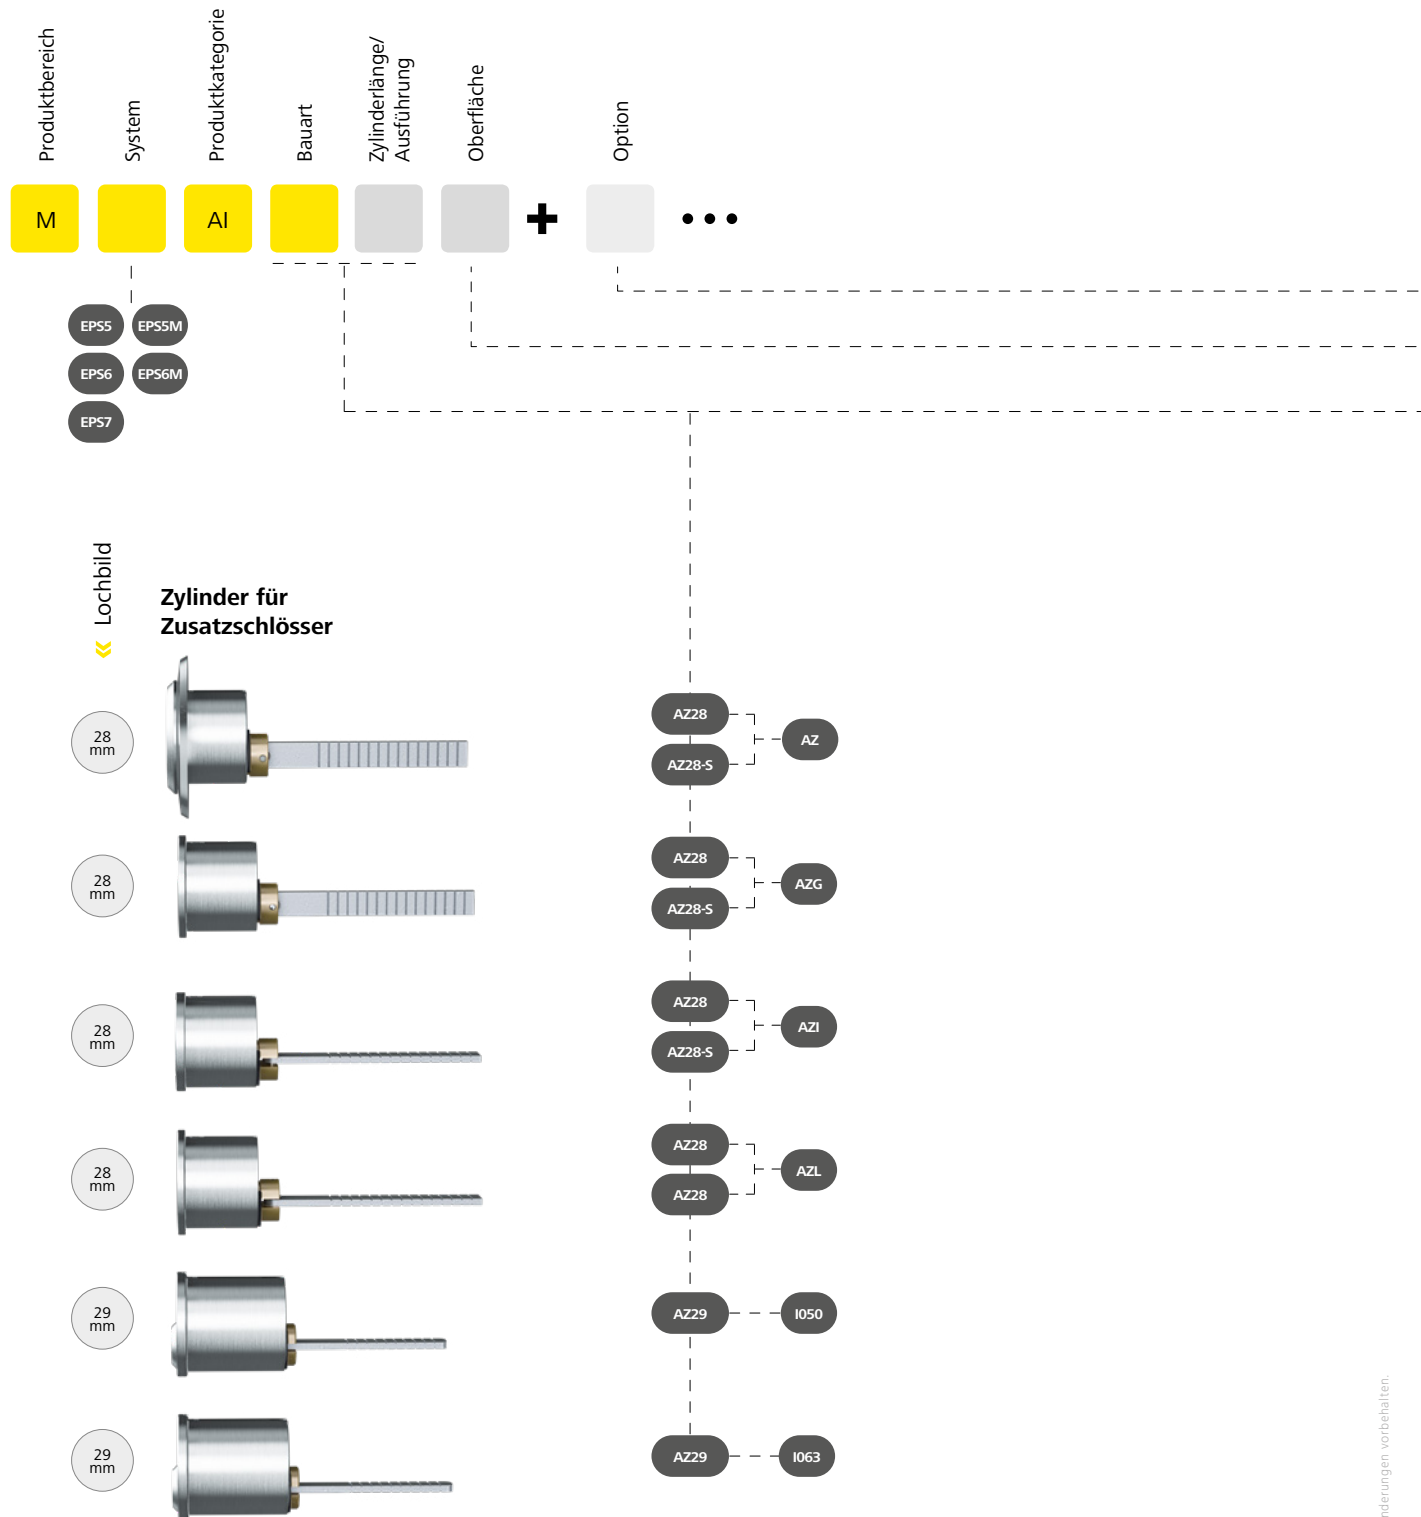 Produktbereich
System
Produktkategorie
Bauart
Zylinderlänge/
Ausführung
Oberfläche
Option
M
AI
EPS5
EPS5M
EPS6
EPS6M
EPS7
Lochbild
Zylinder für
Zusatzschlösser
28
mm
AZ28
AZ28-S
AZ
28
mm
AZ28
AZ28-S
AZG
28
mm
AZ28
AZ28-S
AZI
28
mm
AZ28
AZ28
AZL
29
mm
AZ29
I050
29
mm
AZ29
I063
nderungen vorbehalten.